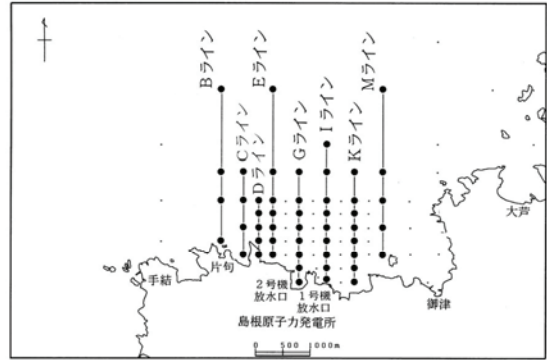 Bライン
Cライン
Dライン
Eライン
Gライン
Iライン
Kライン
Mライン
大芦
手結
片句
2号機
放水口
1号機
放水口
御津
島根原子力発電所
0 500 1000m